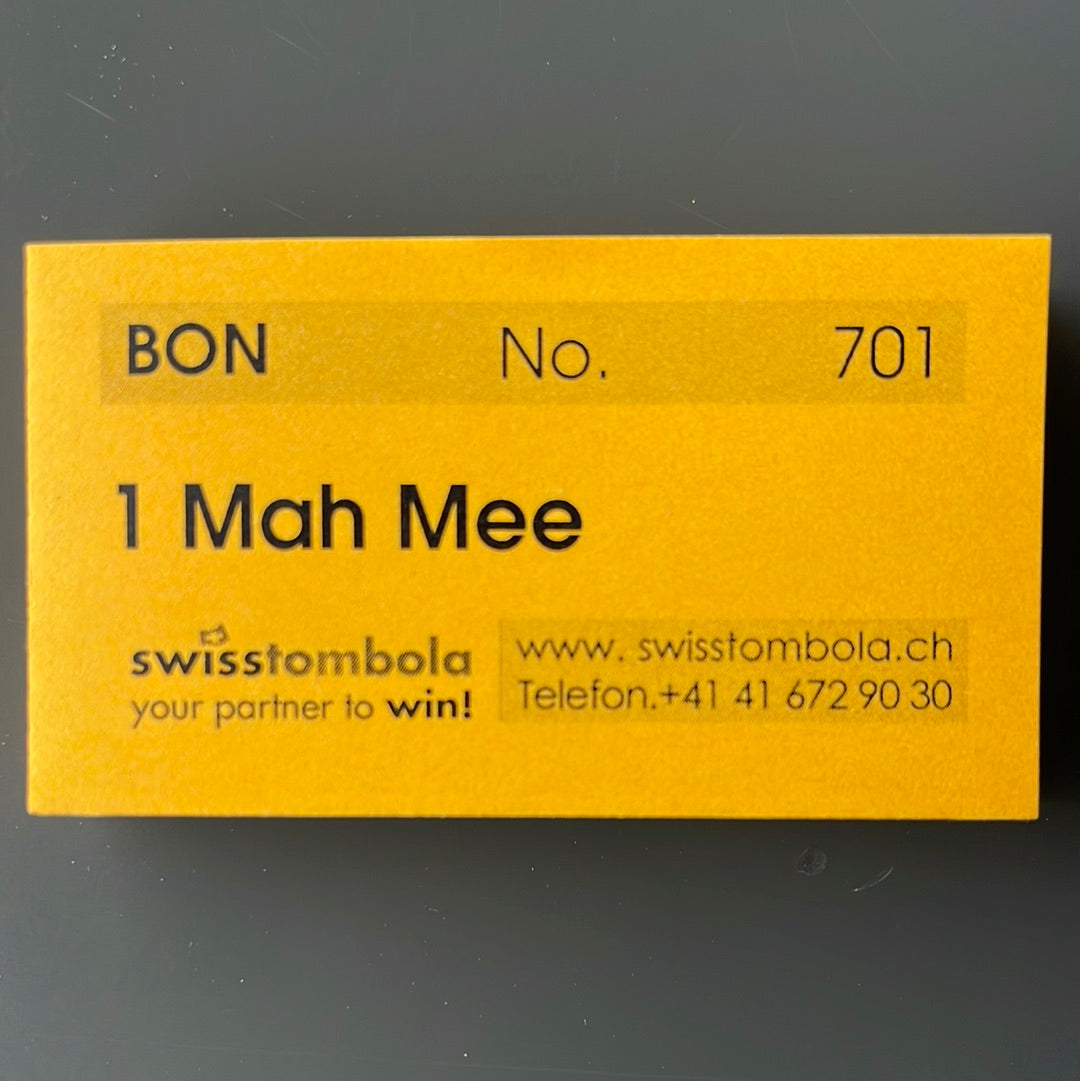 BON No. 701
1 Mah Mee
swisstombola
your partner to win!
www. swisstombola.ch
Telefon.+41 41 672 90 30